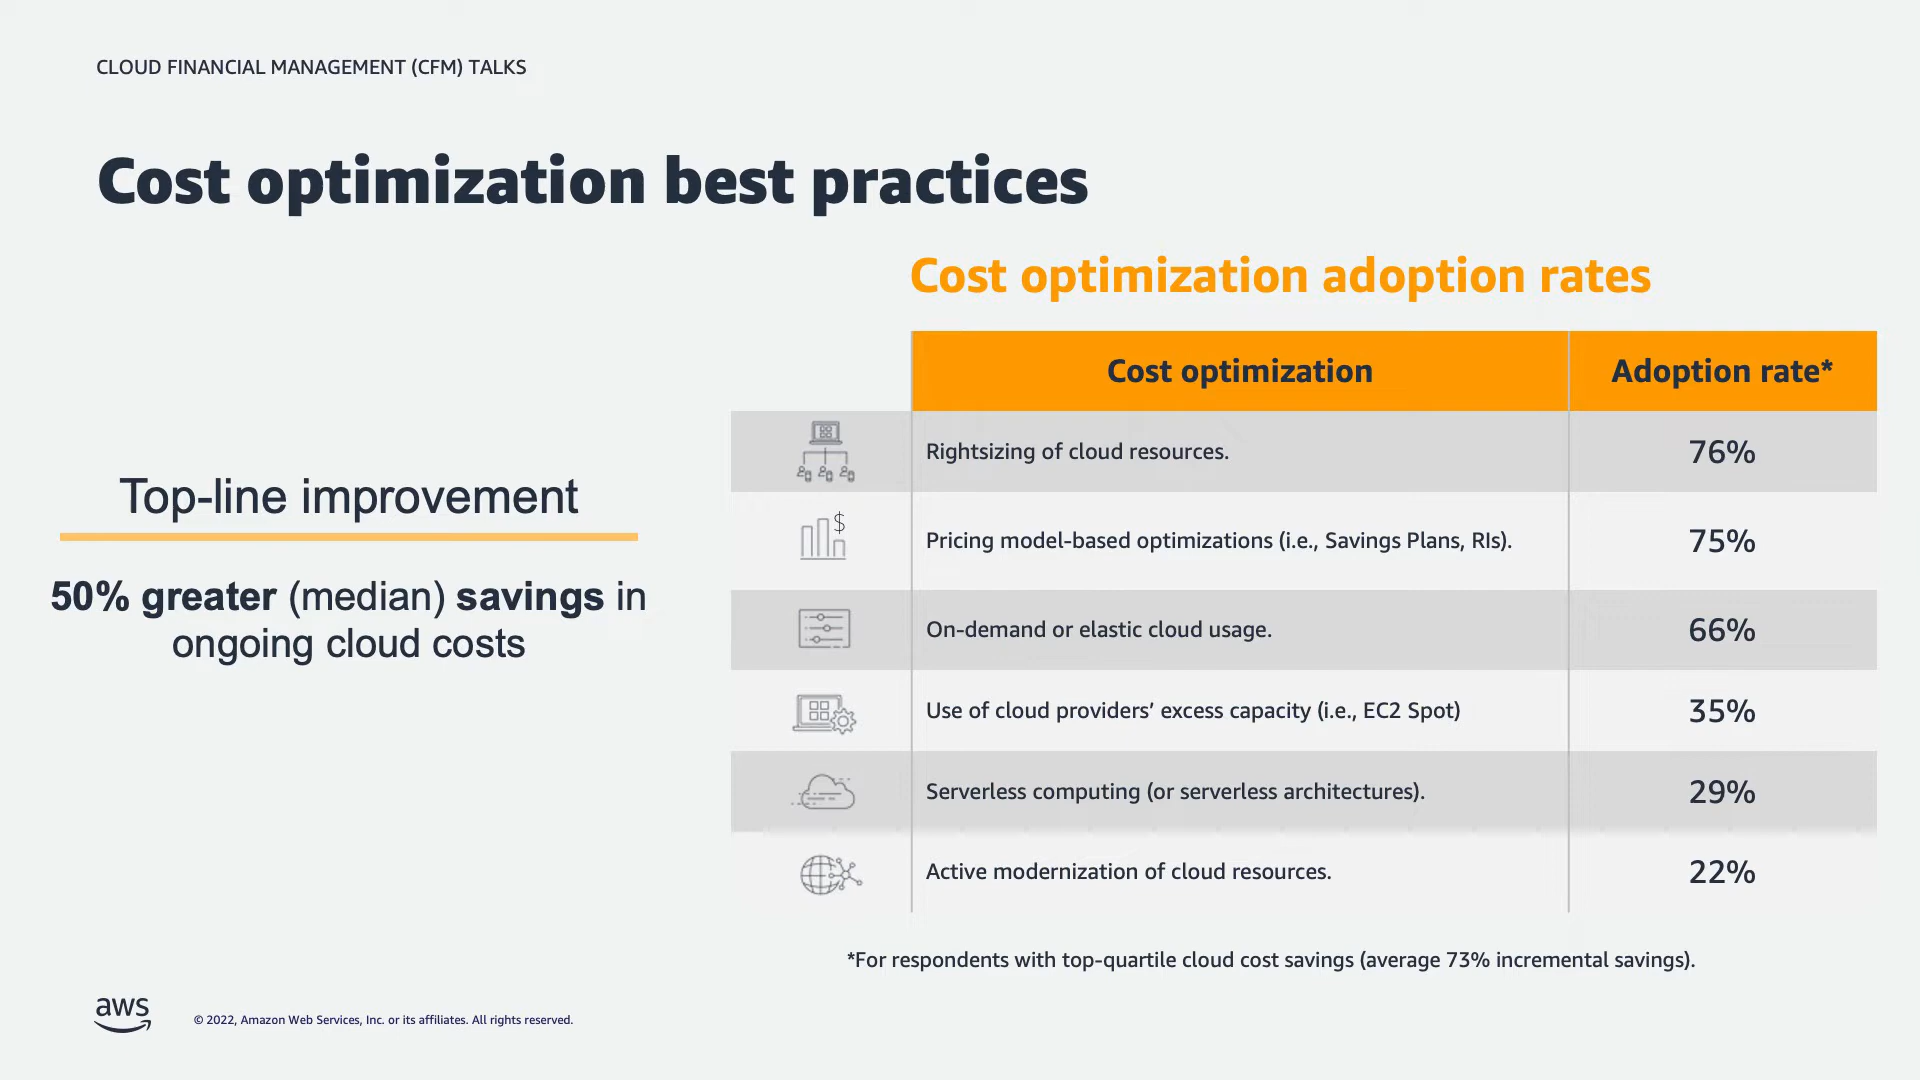 CLOUD FINANCIAL MANAGEMENT (CFM) TALKS
Cost optimization best practices
Top-line improvement
50% greater (median) savings in
ongoing cloud costs
Cost optimization adoption rates
Cost optimization Adoption rate*
Rightsizing of cloud resources. 76%
$
Pricing model-based optimizations (i.e., Savings Plans, RIs). 75%
On-demand or elastic cloud usage. 66%
Use of cloud providers’ excess capacity (i.e., EC2 Spot) 35%
Serverless computing (or serverless architectures). 29%
Active modernization of cloud resources. 22%
*For respondents with top-quartile cloud cost savings (average 73% incremental savings).
aws
© 2022, Amazon Web Services, Inc. or its affiliates. All rights reserved.